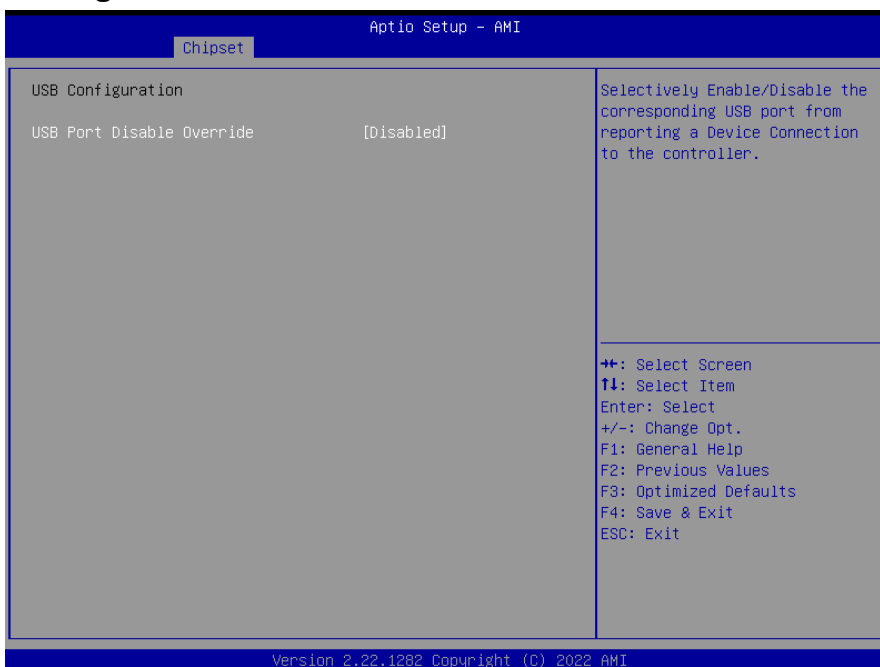 Aptio Setup – AMI
Chipset
USB Configuration
USB Port Disable Override [Disabled]
Selectively Enable/Disable the
corresponding USB port from
reporting a Device Connection
to the controller.
→←: Select Screen
↑↓: Select Item
Enter: Select
+/-: Change Opt.
F1: General Help
F2: Previous Values
F3: Optimized Defaults
F4: Save & Exit
ESC: Exit
Version 2.22.1282 Copyright (C) 2022 AMI